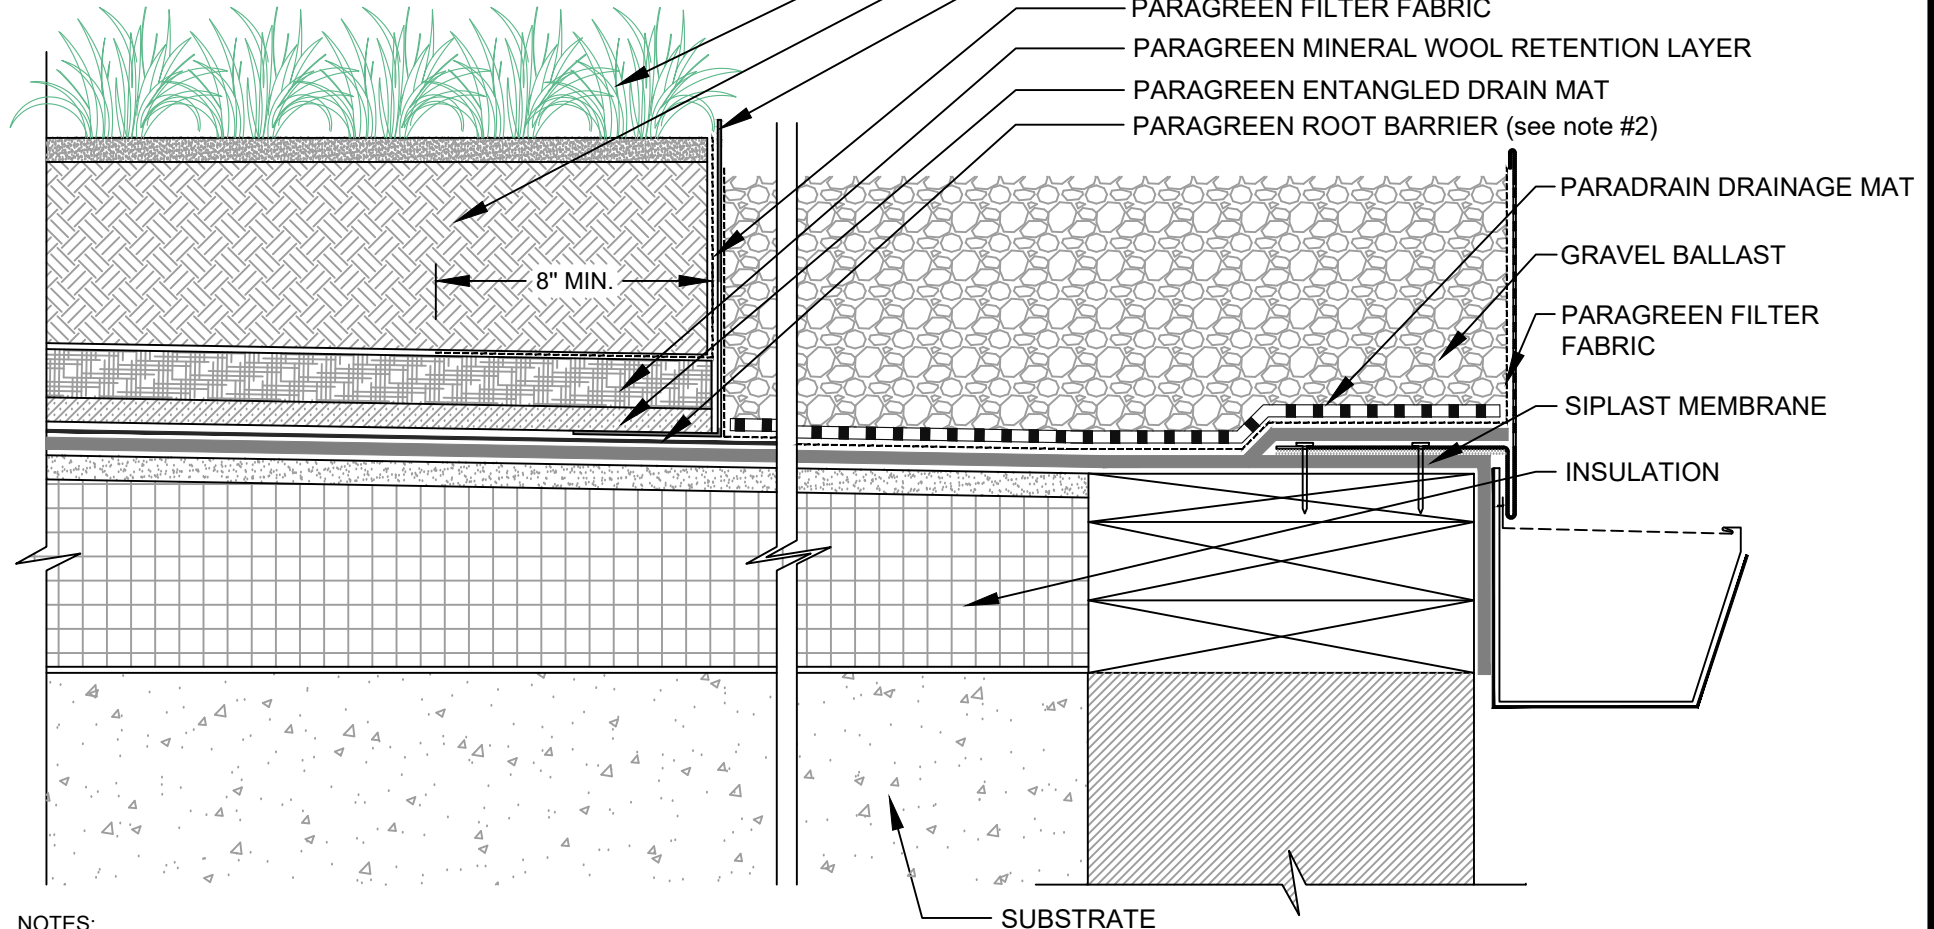 PARAGREEN FILTER FABRIC
PARAGREEN MINERAL WOOL RETENTION LAYER
PARAGREEN ENTANGLED DRAIN MAT
PARAGREEN ROOT BARRIER (see note #2)
PARADRAIN DRAINAGE MAT
GRAVEL BALLAST
8" MIN.
PARAGREEN FILTER
FABRIC
SIPLAST MEMBRANE
INSULATION
SUBSTRATE
NOTES: